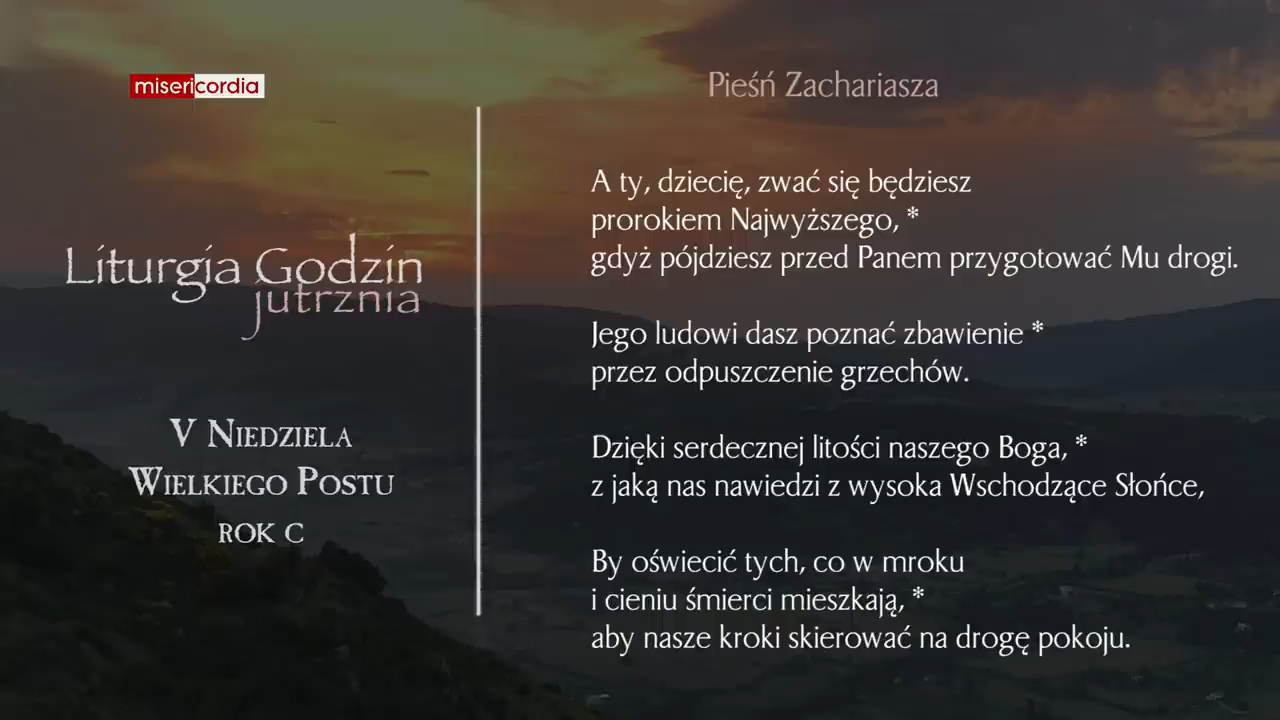 misericordia
Liturgia Godzin
jutrznia
V Niedziela
Wielkiego Postu
rok C
Pieśń Zachariasza
A ty, dziecię, zwać się będziesz
prorokiem Najwyższego, *
gdyż pójdziesz przed Panem przygotować Mu drogi.
Jego ludowi dasz poznać zbawienie *
przez odpuszczenie grzechów.
Dzięki serdecznej litości naszego Boga, *
z jaką nas nawiedzi z wysoka Wschodzące Słońce,
By oświecić tych, co w mroku
i cieniu śmierci mieszkają, *
aby nasze kroki skierować na drogę pokoju.